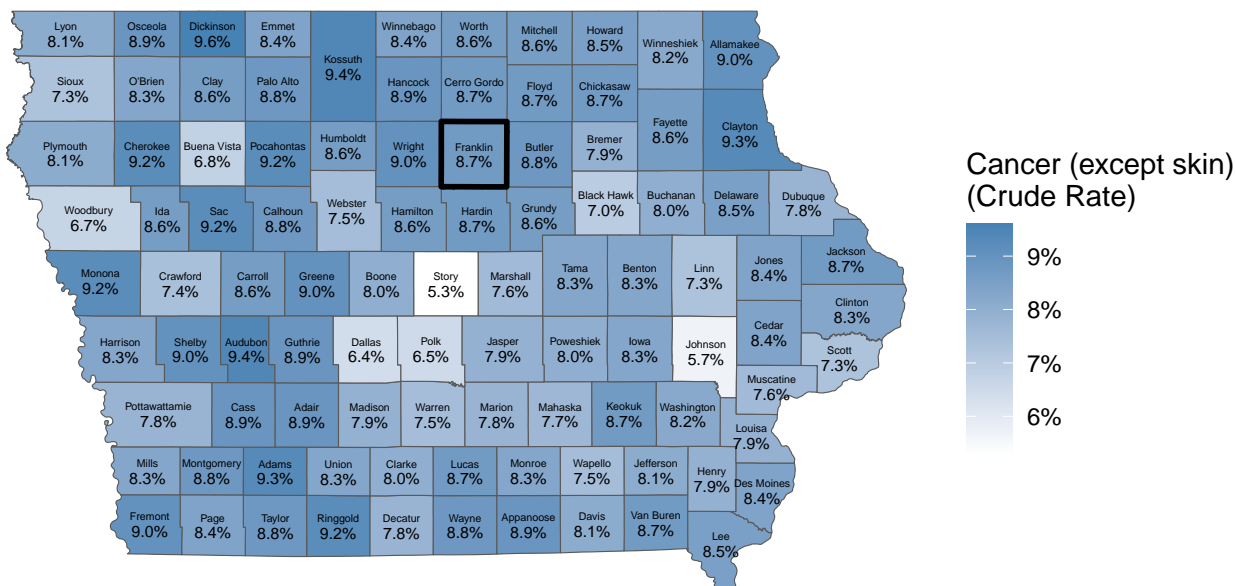 Lyon
8.1%
Osceola
8.9%
Dickinson
9.6%
Emmet
8.4%
Kossuth
9.4%
Winnebago
8.4%
Worth
8.6%
Mitchell
8.6%
Howard
8.5%
Winneshiek
8.2%
Allamakee
9.0%
Sioux
7.3%
O'Brien
8.3%
Clay
8.6%
Palo Alto
8.8%
Hancock
8.9%
Cerro Gordo
8.7%
Floyd
8.7%
Chickasaw
8.7%
Fayette
8.6%
Clayton
9.3%
Plymouth
8.1%
Cherokee
9.2%
Buena Vista
6.8%
Pocahontas
9.2%
Humboldt
8.6%
Wright
9.0%
Franklin
8.7%
Butler
8.8%
Bremer
7.9%
Woodbury
6.7%
Ida
8.6%
Sac
9.2%
Calhoun
8.8%
Webster
7.5%
Hamilton
8.6%
Hardin
8.7%
Grundy
8.6%
Black Hawk
7.0%
Buchanan
8.0%
Delaware
8.5%
Dubuque
7.8%
Monona
9.2%
Crawford
7.4%
Carroll
8.6%
Greene
9.0%
Boone
8.0%
Story
5.3%
Marshall
7.6%
Tama
8.3%
Benton
8.3%
Linn
7.3%
Jones
8.4%
Jackson
8.7%
Clinton
8.3%
Harrison
8.3%
Shelby
9.0%
Audubon
9.4%
Guthrie
8.9%
Dallas
6.4%
Polk
6.5%
Jasper
7.9%
Poweshiek
8.0%
Iowa
8.3%
Johnson
5.7%
Cedar
8.4%
Scott
7.3%
Muscatine
7.6%
Pottawattamie
7.8%
Cass
8.9%
Adair
8.9%
Madison
7.9%
Warren
7.5%
Marion
7.8%
Mahaska
7.7%
Keokuk
8.7%
Washington
8.2%
Louisa
7.9%
Mills
8.3%
Montgomery
8.8%
Adams
9.3%
Union
8.3%
Clarke
8.0%
Lucas
8.7%
Monroe
8.3%
Wapello
7.5%
Jefferson
8.1%
Henry
7.9%
Des Moines
8.4%
Fremont
9.0%
Page
8.4%
Taylor
8.8%
Ringgold
9.2%
Decatur
7.8%
Wayne
8.8%
Appanoose
8.9%
Davis
8.1%
Van Buren
8.7%
Lee
8.5%
Cancer (except skin)
(Crude Rate)
9%
8%
7%
6%